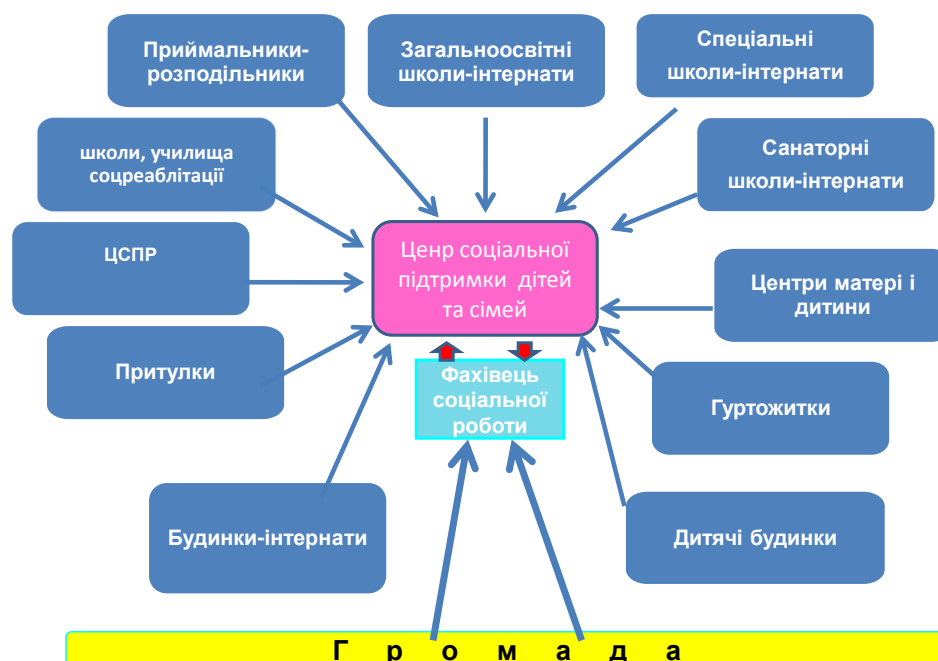 Приймальники-
розподільники
Загальноосвітні
школи-інтернати
Спеціальні
школи-інтернати
школи, училища
соцреаблітації
Санаторні
школи-інтернати
ЦСПР
Ценр соціальної
підтримки дітей
та сімей
Центри матері і
дитини
Притулки
Фахівець
соціальної
роботи
Гуртожитки
Будинки-інтернати
Дитячі будинки
Г р о м а д а